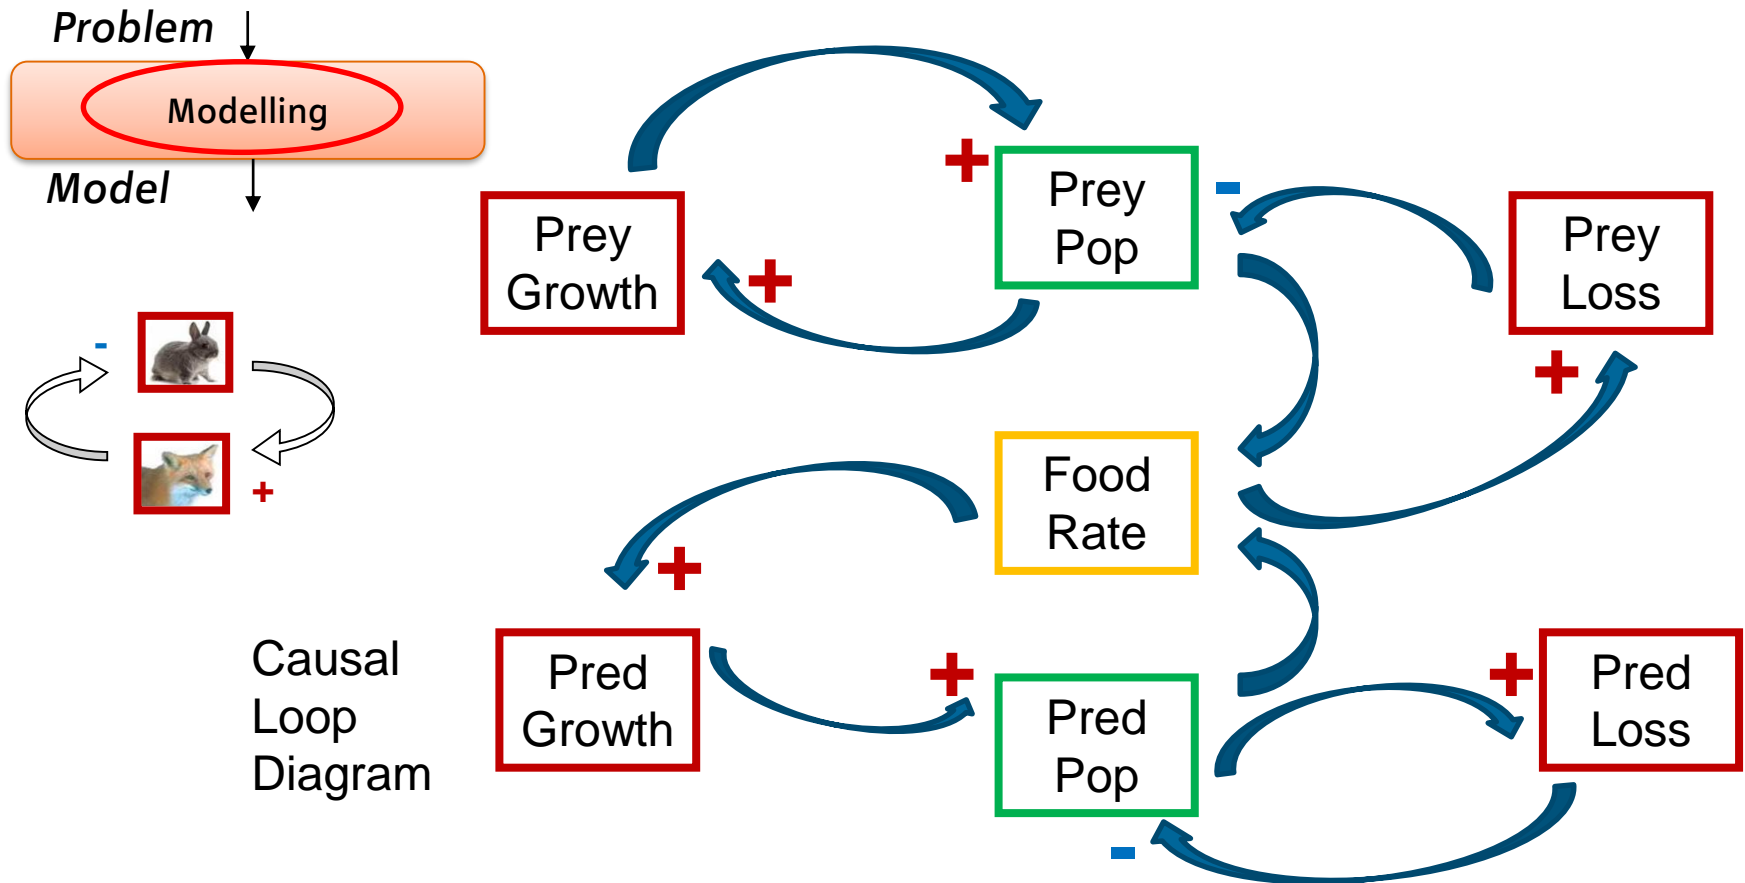 Problem
Modelling
Model
Prey
Growth
+
+
Prey
Pop
-
Prey
Loss
+
-
+
Food
Rate
+
Causal
Loop
Diagram
Pred
Growth
+
Pred
Pop
-
+
Pred
Loss